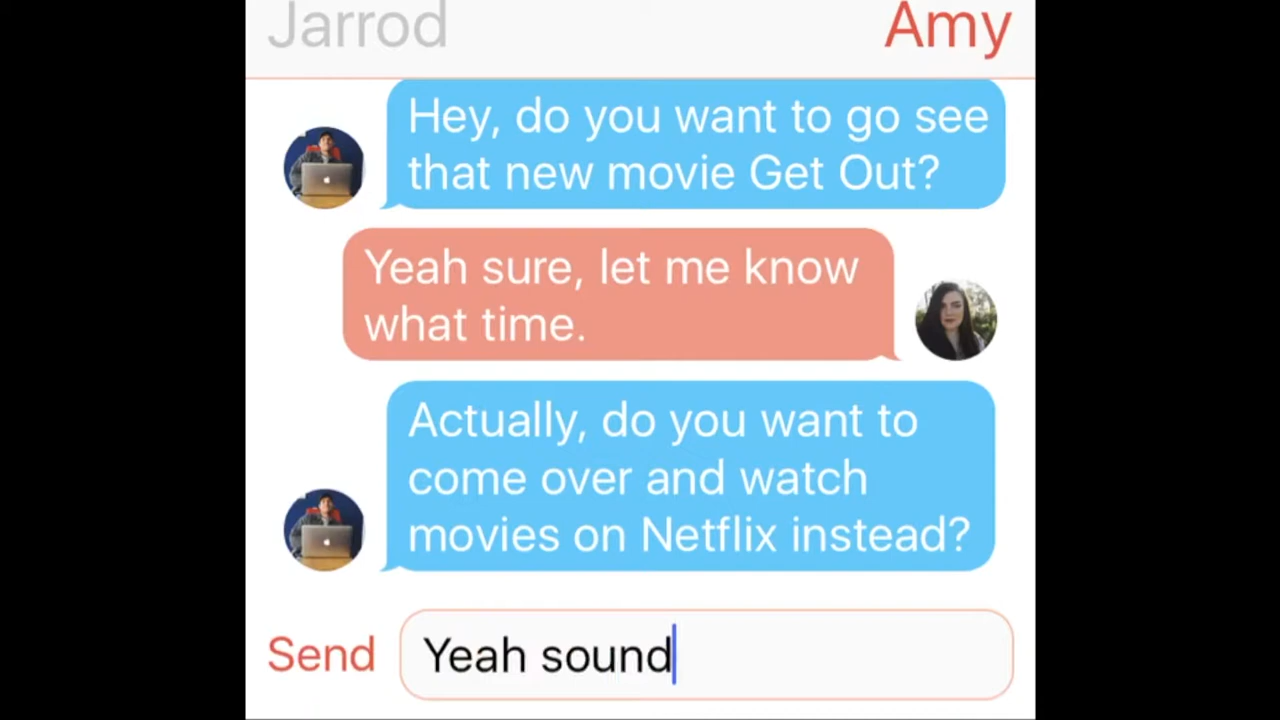 Jarrod
Amy
Hey, do you want to go see
that new movie Get Out?
Yeah sure, let me know
what time.
Actually, do you want to
come over and watch
movies on Netflix instead?
Send
Yeah sound